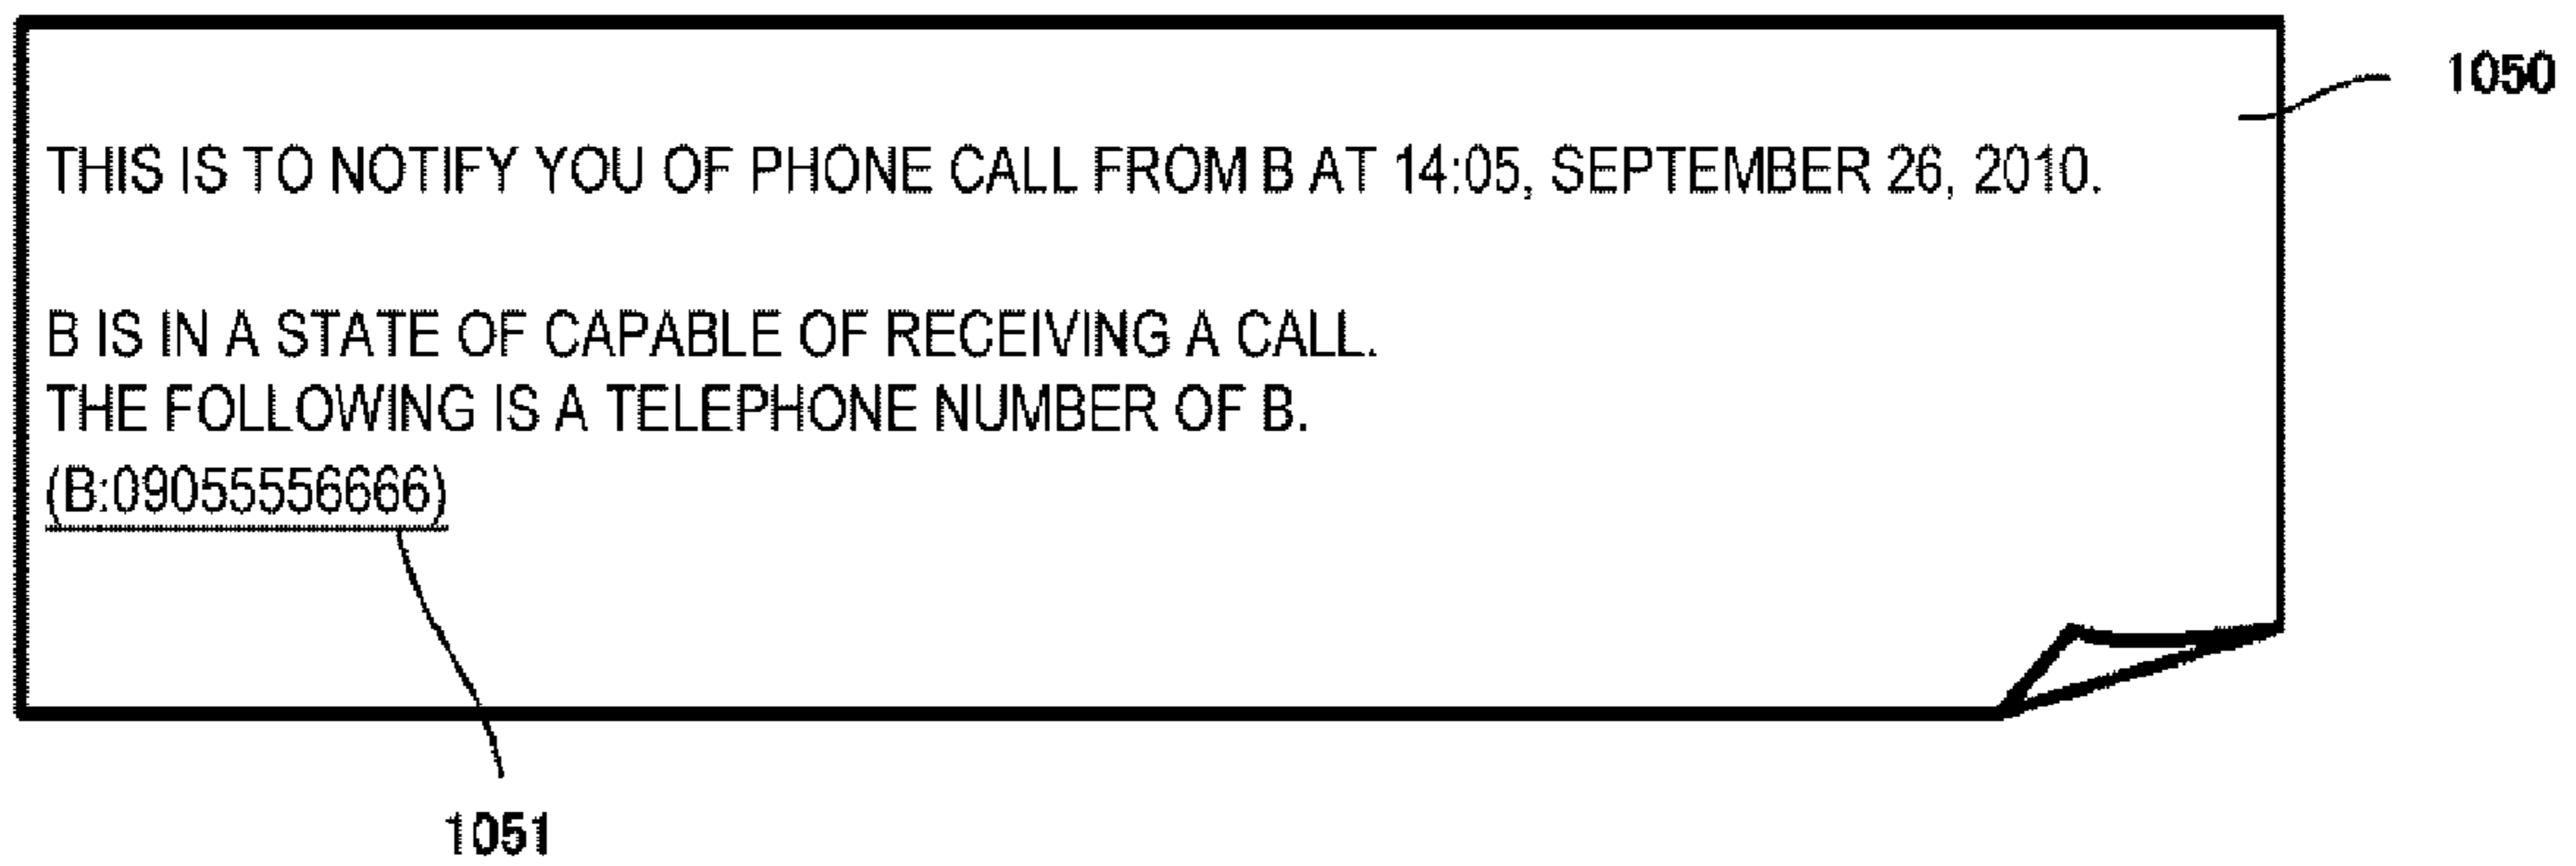 1050
THIS IS TO NOTIFY YOU OF PHONE CALL FROM B AT 14:05, SEPTEMBER 26, 2010.
B IS IN A STATE OF CAPABLE OF RECEIVING A CALL.
THE FOLLOWING IS A TELEPHONE NUMBER OF B.
(B:09055556666)
1051